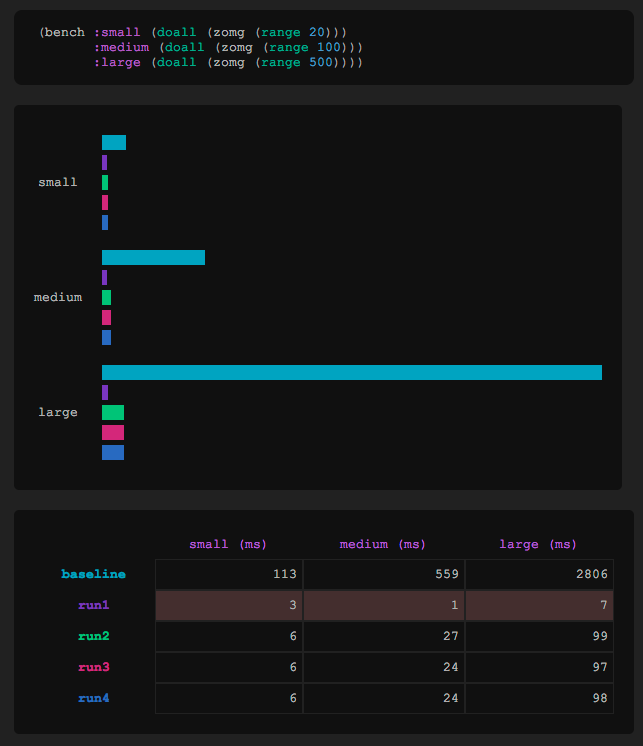 (bench :small (doall (zomg (range 20)))
:medium (doall (zomg (range 100)))
:large (doall (zomg (range 500))))
small
medium
large
small (ms) medium (ms) large (ms)
baseline 113 559 2806
run1 3 1 7
run2 6 27 99
run3 6 24 97
run4 6 24 98